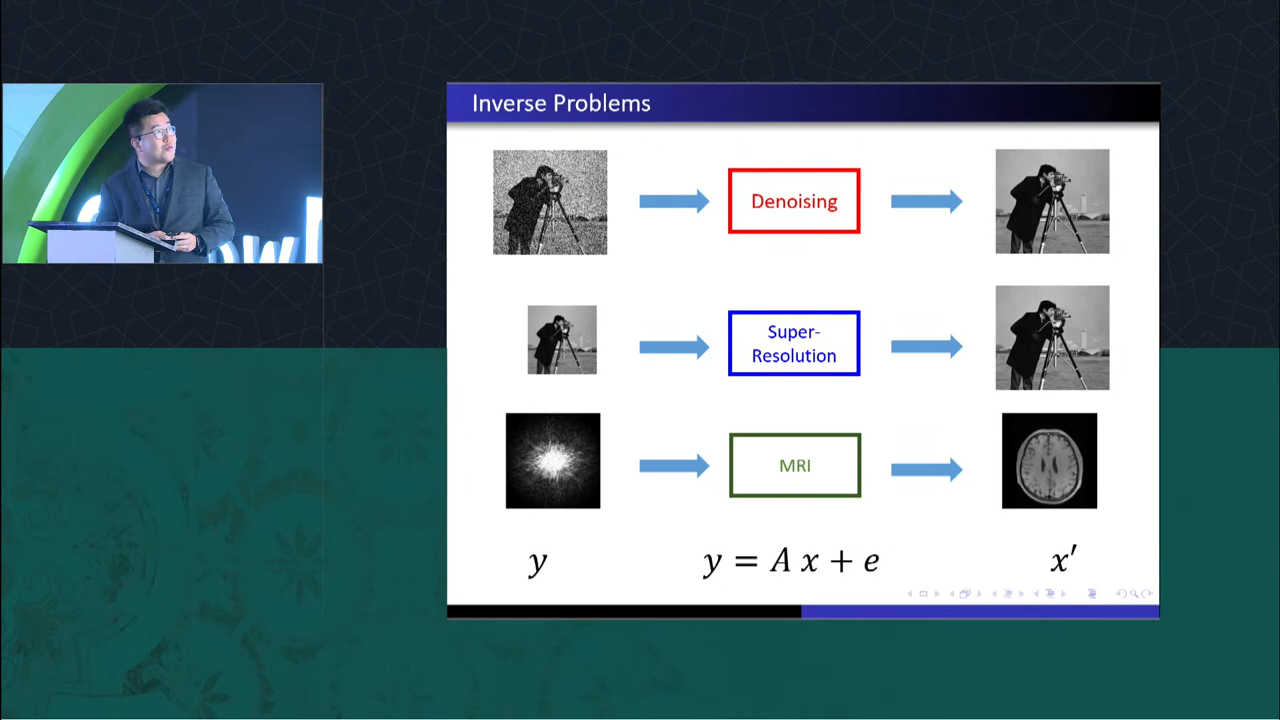 Inverse Problems
Denoising
Super-
Resolution
MRI
y
y = A x + e
x′